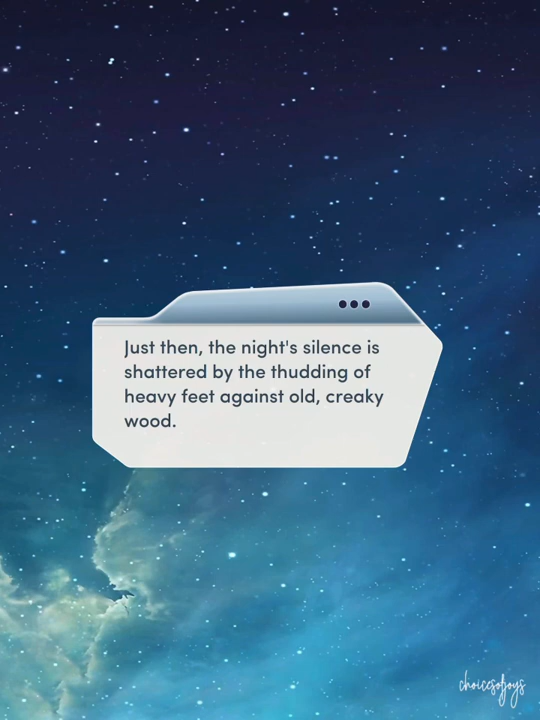 Just then, the night's silence is
shattered by the thudding of
heavy feet against old, creaky
wood.
choicesofjoys